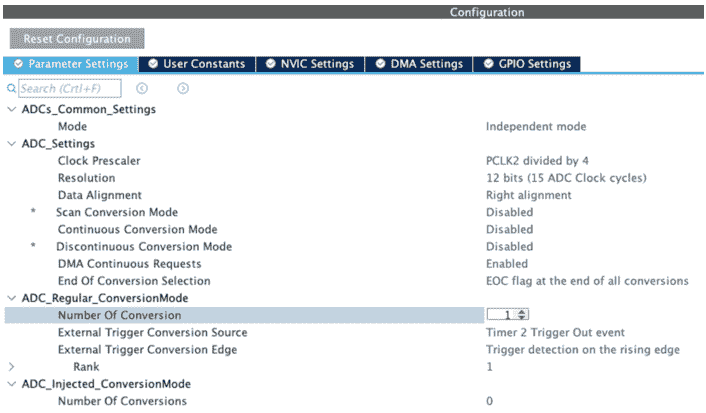 Configuration
Reset Configuration
Parameter Settings User Constants NVIC Settings DMA Settings GPIO Settings
Search (Crtl+F)
ADCs_Common_Settings
Mode Independent mode
ADC_Settings
Clock Prescaler PCLK2 divided by 4
Resolution 12 bits (15 ADC Clock cycles)
Data Alignment Right alignment
* Scan Conversion Mode Disabled
Continuous Conversion Mode Disabled
* Discontinuous Conversion Mode Disabled
DMA Continuous Requests Enabled
End Of Conversion Selection EOC flag at the end of all conversions
ADC_Regular_ConversionMode
Number Of Conversion 1
External Trigger Conversion Source Timer 2 Trigger Out event
External Trigger Conversion Edge Trigger detection on the rising edge
Rank 1
ADC_Injected_ConversionMode
Number Of Conversions 0